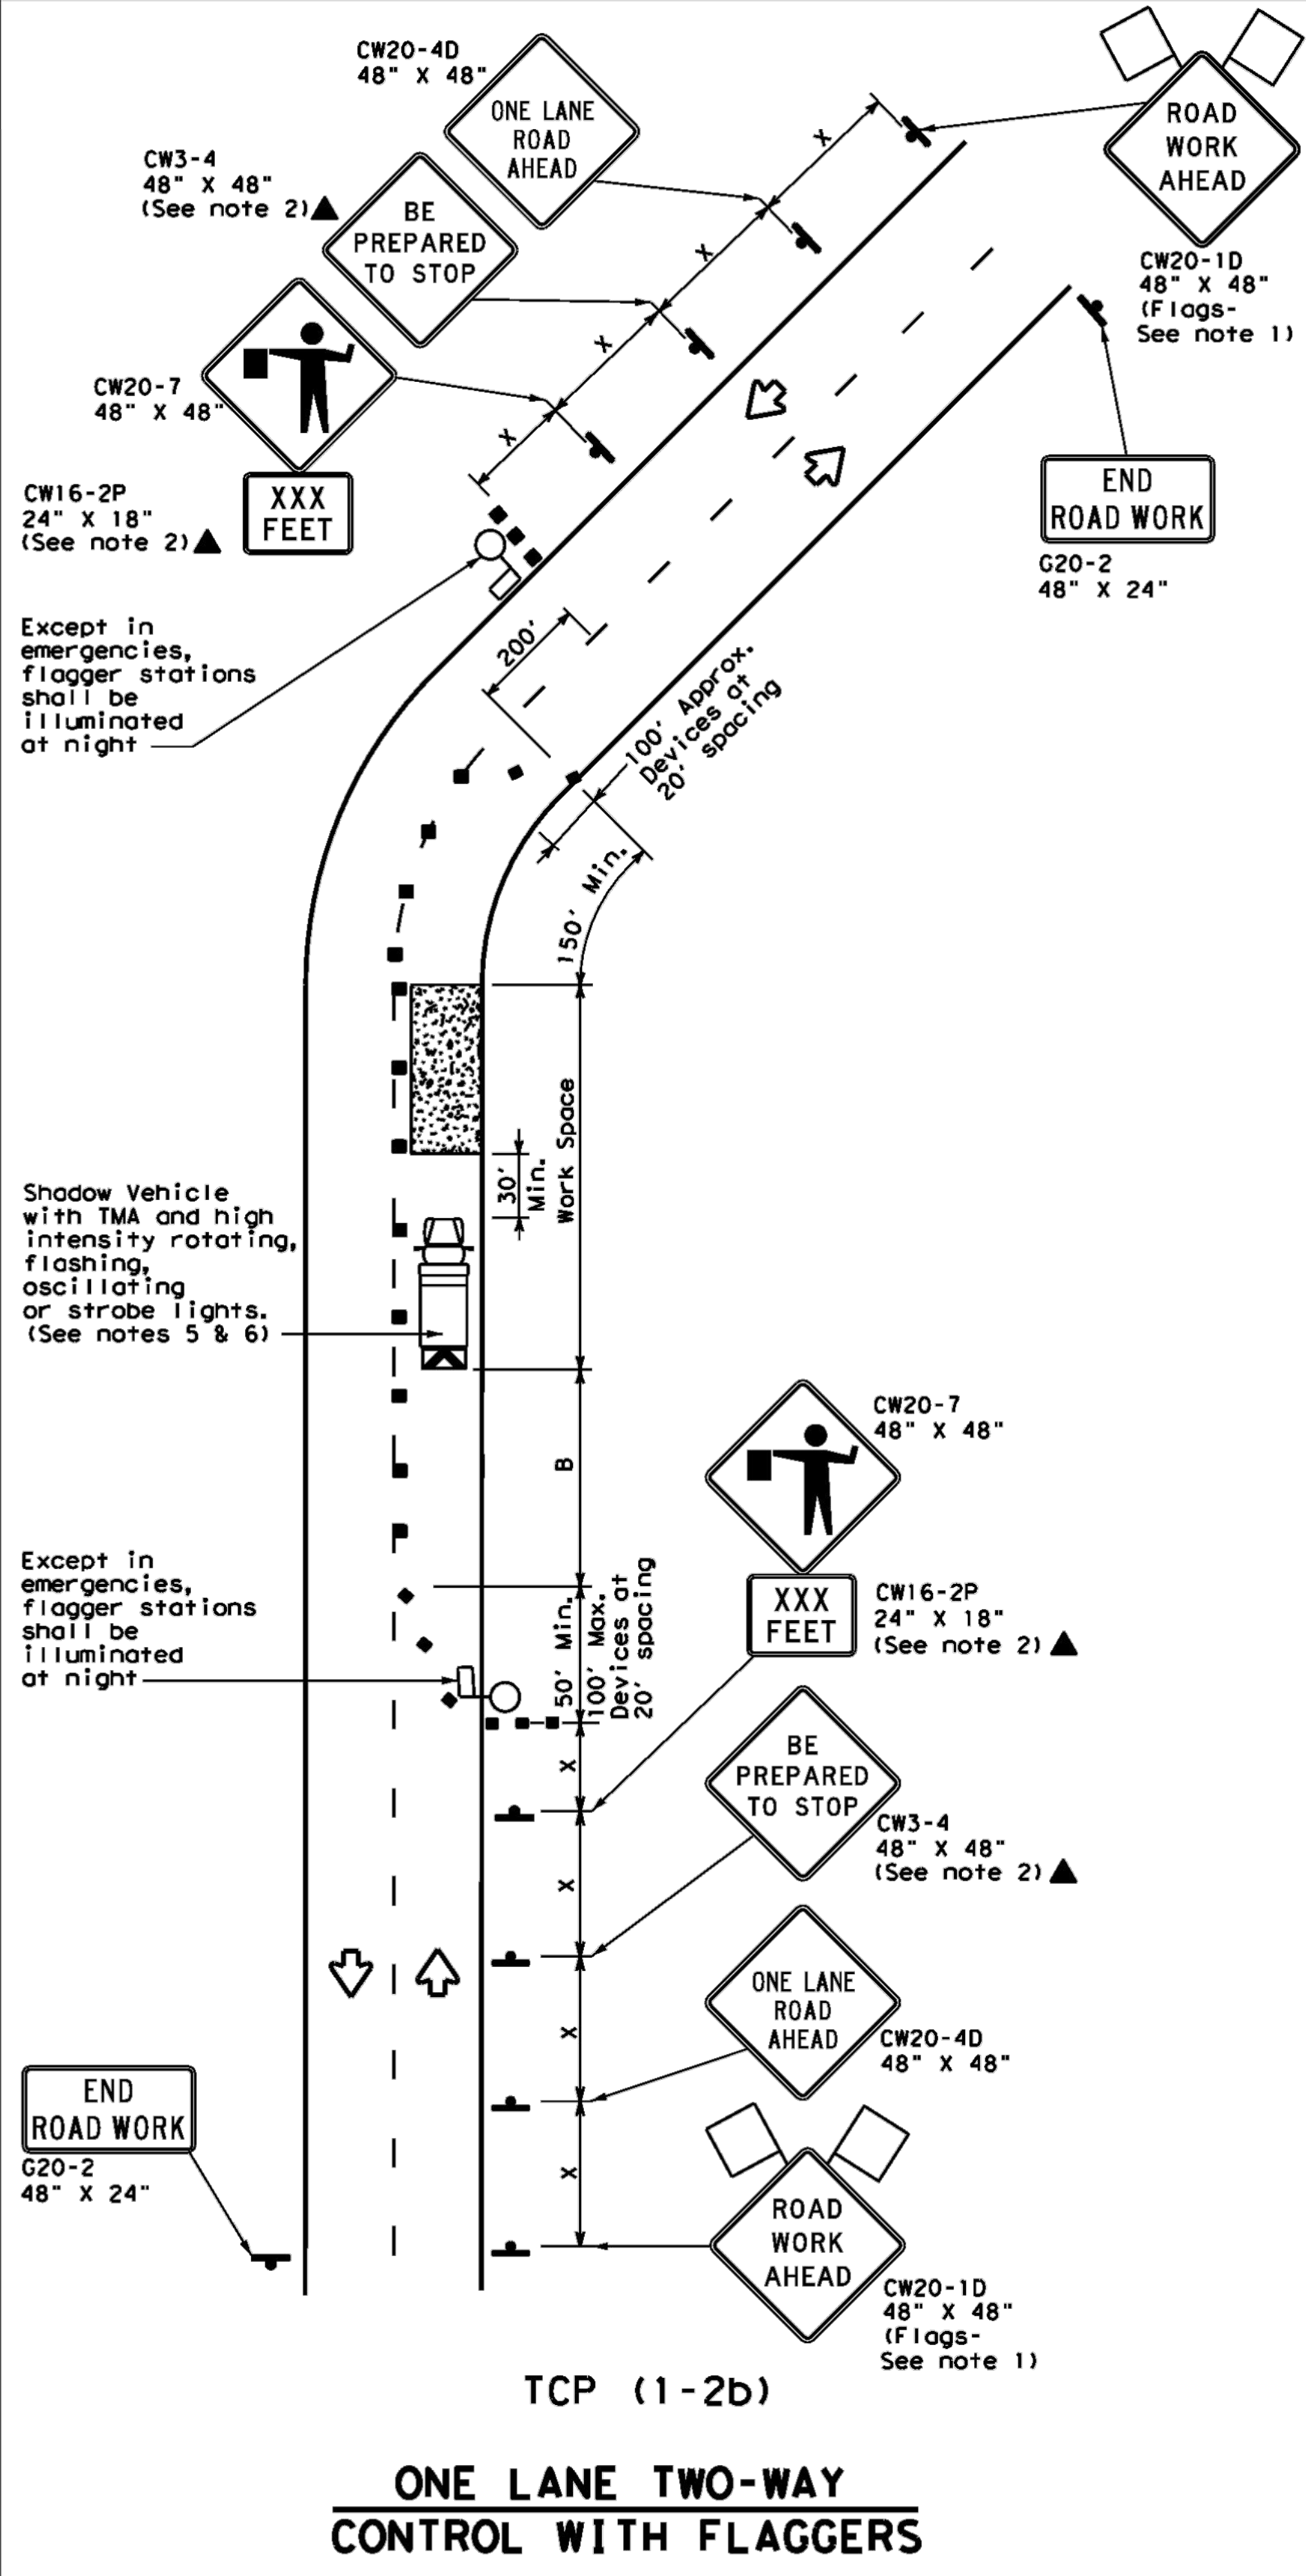 CW20-4D
48" X 48"
ONE LANE
ROAD
AHEAD
ROAD
WORK
AHEAD
CW20-1D
48" X 48"
(Flags-
See note 1)
CW3-4
48" X 48"
(See note 2)
BE
PREPARED
TO STOP
X
X
X
X
CW20-7
48" X 48"
CW16-2P
24" X 18"
(See note 2)
XXX
FEET
END
ROAD WORK
G20-2
48" X 24"
Except in
emergencies,
flagger stations
shall be
illuminated
at night
200'
100' Approx.
Devices at
20' spacing
150' Min.
Work Space
30'
Min.
Shadow Vehicle
with TMA and high
intensity rotating,
flashing,
oscillating
or strobe lights.
(See notes 5 & 6)
B
CW20-7
48" X 48"
XXX
FEET
CW16-2P
24" X 18"
(See note 2)
Except in
emergencies,
flagger stations
shall be
illuminated
at night
50' Min.
100' Max.
Devices at
20' spacing
X
BE
PREPARED
TO STOP
CW3-4
48" X 48"
(See note 2)
X
ONE LANE
ROAD
AHEAD
CW20-4D
48" X 48"
X
END
ROAD WORK
G20-2
48" X 24"
X
ROAD
WORK
AHEAD
CW20-1D
48" X 48"
(Flags-
See note 1)
TCP (1-2b)
ONE LANE TWO-WAY
CONTROL WITH FLAGGERS